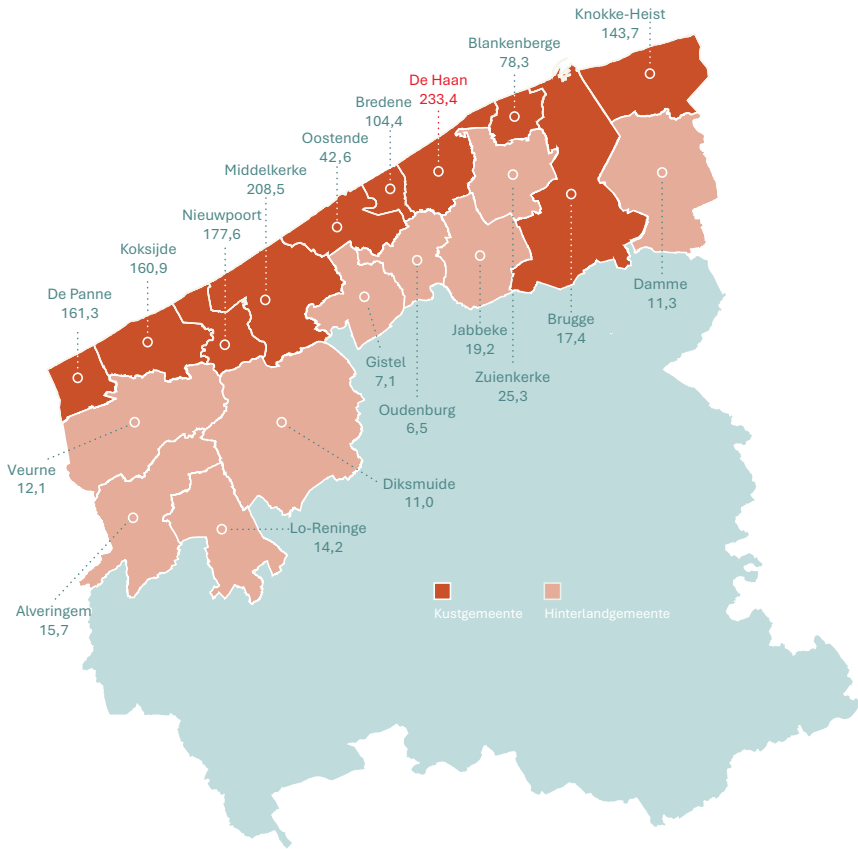 Knokke-Heist
143,7
Blankenberge
78,3
De Haan
233,4
Bredene
104,4
Oostende
42,6
Middelkerke
208,5
Nieuwpoort
177,6
Koksijde
160,9
De Panne
161,3
Damme
11,3
Brugge
17,4
Jabbeke
19,2
Zuienkerke
25,3
Gistel
7,1
Oudenburg
6,5
Veurne
12,1
Diksmuide
11,0
Lo-Reninge
14,2
Alveringem
15,7
Kustgemeente
Hinterlandgemeente